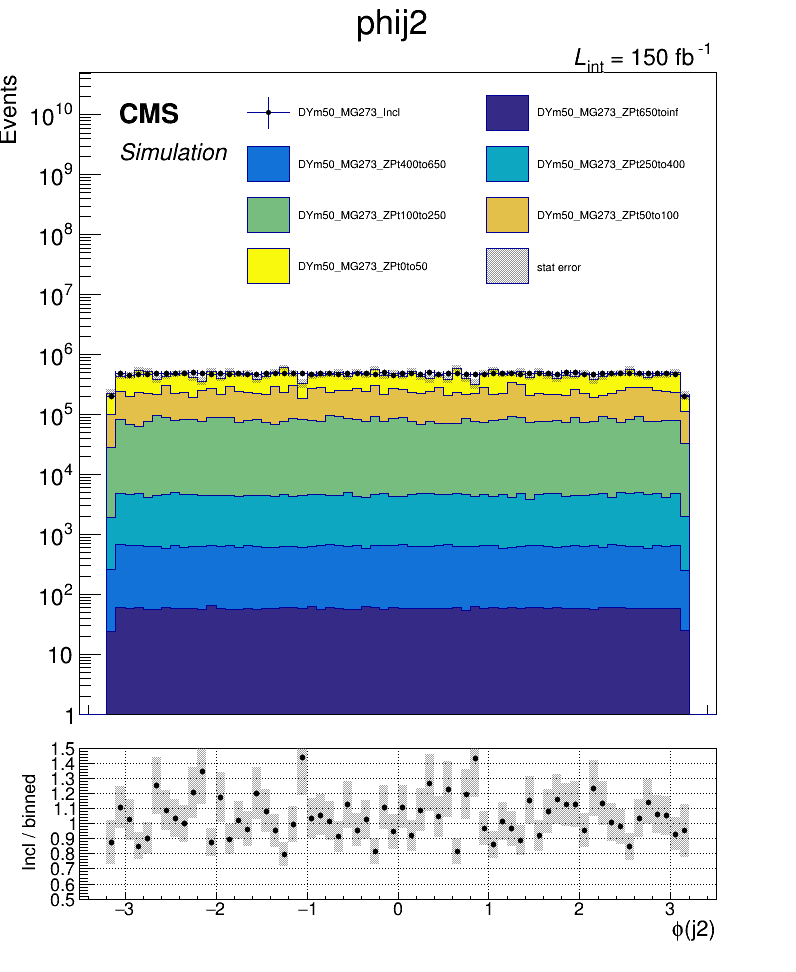 phij2
L_int = 150 fb^-1
Events
CMS
Simulation
DYm50_MG273_Incl
DYm50_MG273_ZPt650toinf
DYm50_MG273_ZPt400to650
DYm50_MG273_ZPt250to400
DYm50_MG273_ZPt100to250
DYm50_MG273_ZPt50to100
DYm50_MG273_ZPt0to50
stat error
10^10
10^9
10^8
10^7
10^6
10^5
10^4
10^3
10^2
10
1
Incl / binned
1.5
1.4
1.3
1.2
1.1
1
0.9
0.8
0.7
0.6
0.5
−3 −2 −1 0 1 2 3
ϕ(j2)